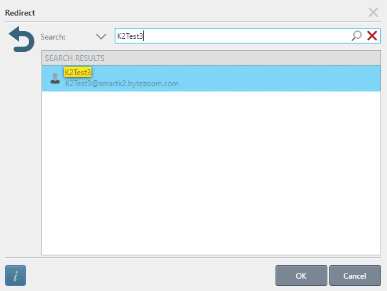 Redirect
Search: K2Test3
SEARCH RESULTS
K2Test3
K2Test3@smartk2.bytezoom.com
i
OK Cancel